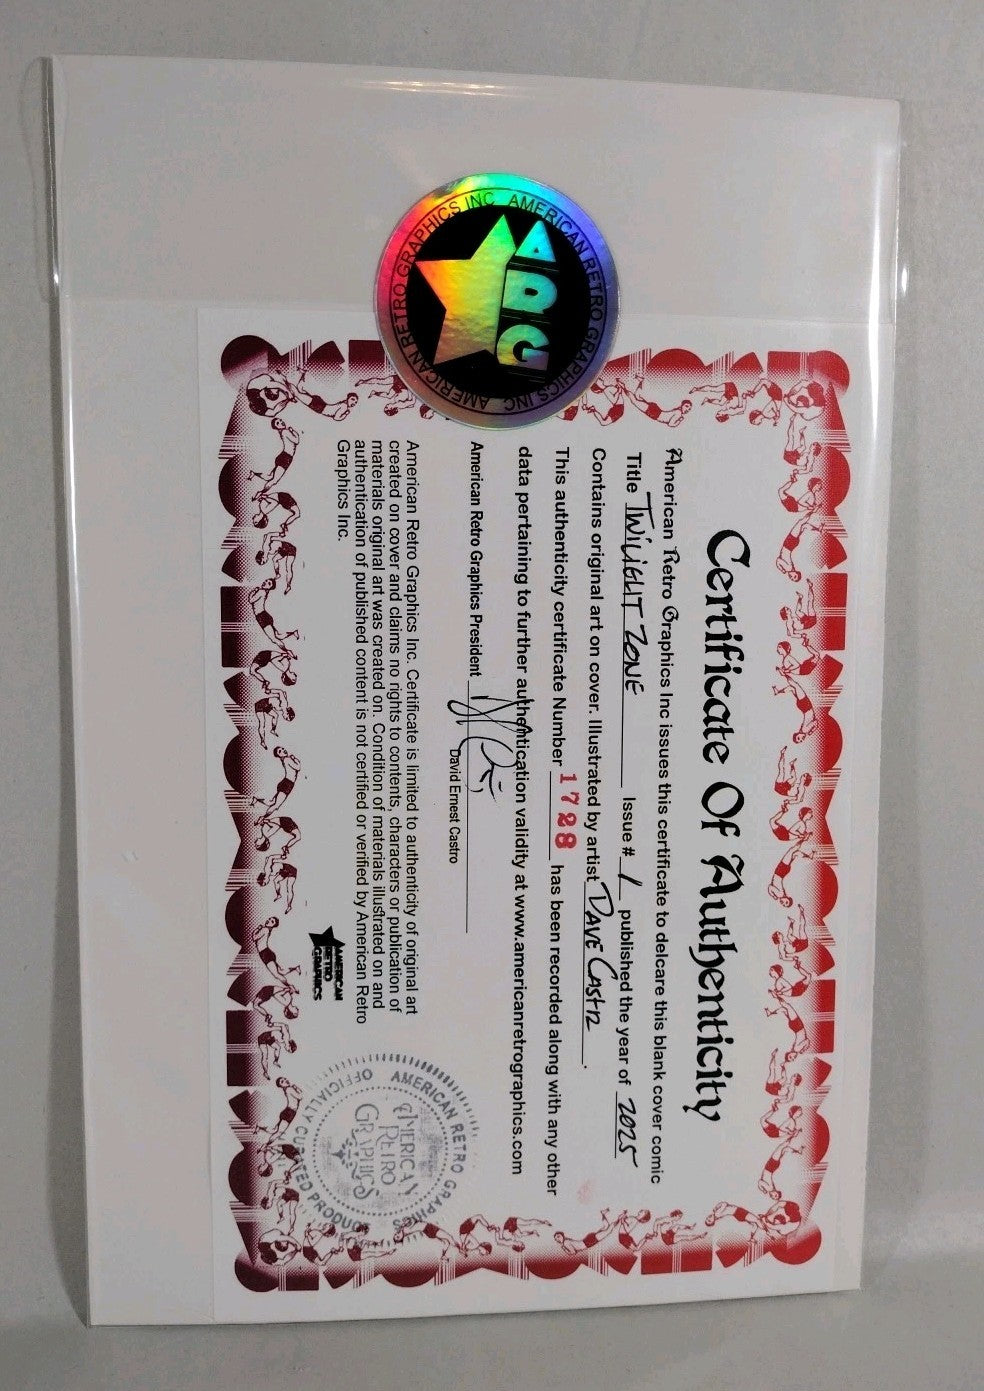 AMERICAN RETRO GRAPHICS INC AMERICAN RETRO GRAPHICS INC
ARG
Certificate Of Authenticity
American Retro Graphics Inc issues this certificate to delcare this blank cover comic
Title TWiLiGHT ZONE Issue# 1 published the year of 2025
Contains original art on cover. Illustrated by artist DAVE Castro.
This authenticity certificate Number 1728 has been recorded along with any other
data pertaining to further authentication validity at www.americanretrographics.com
American Retro Graphics President
David Ernest Castro
American Retro Graphics Inc. Certificate is limited to authenticity of original art
created on cover and claims no rights to contents, characters or publication of
materials original art was created on. Condition of materials illustrated on and
authentication of published content is not certified or verified by American Retro
Graphics Inc.
AMERICAN
RETRO
GRAPHICS
AMERICAN RETRO GRAPHICS
OFFICIALLY CURATED PRODUCT
AMERICAN
RETRO
GRAPHICS